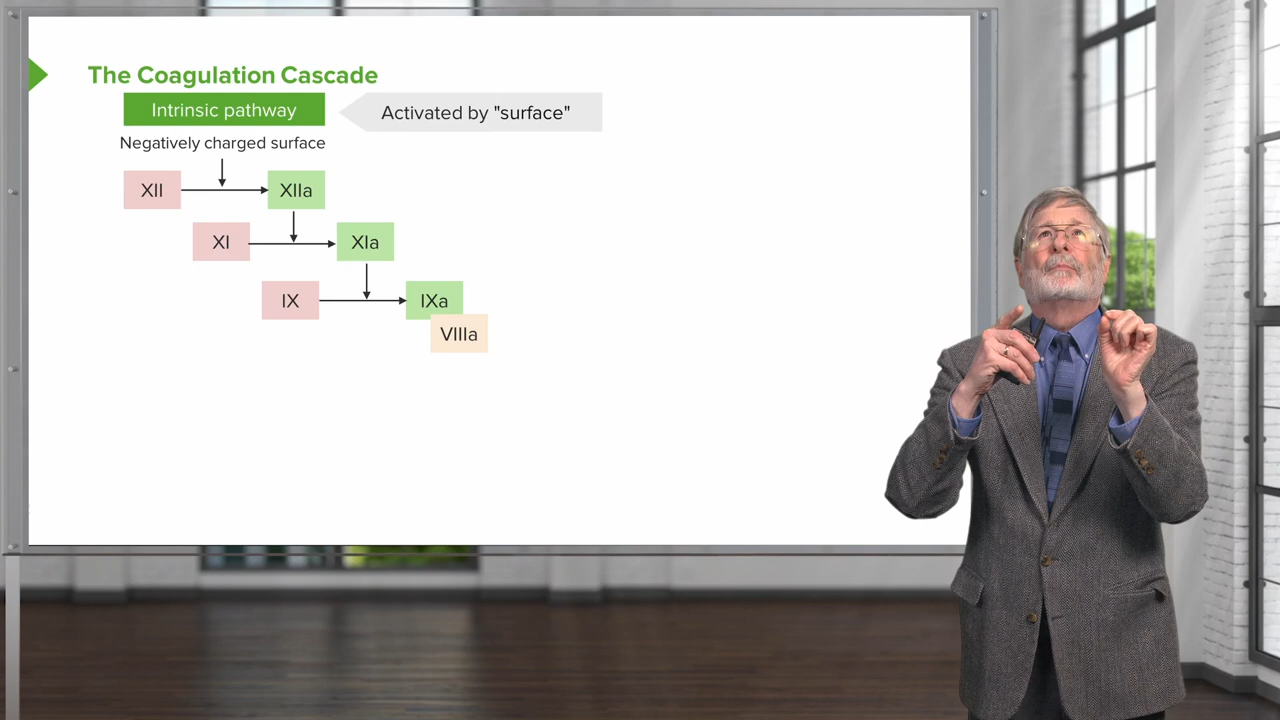 The Coagulation Cascade
Intrinsic pathway
Activated by "surface"
Negatively charged surface
XII
XIIa
XI
XIa
IX
IXa
VIIIa